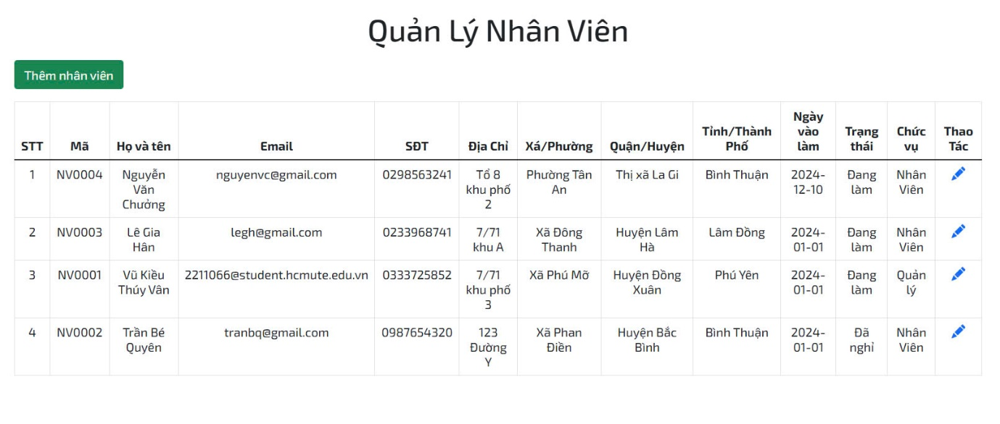 Quản Lý Nhân Viên
Thêm nhân viên
STT Mã Họ và tên Email SĐT Địa Chỉ Xá/Phường Quận/Huyện Tỉnh/Thành Phố Ngày vào làm Trạng thái Chức vụ Thao Tác
1 NV0004 Nguyễn Văn Chưởng nguyenvc@gmail.com 0298563241 Tổ 8 khu phố 2 Phường Tân An Thị xã La Gi Bình Thuận 2024-12-10 Đang làm Nhân Viên
2 NV0003 Lê Gia Hân legh@gmail.com 0233968741 7/71 khu A Xã Đông Thanh Huyện Lâm Hà Lâm Đồng 2024-01-01 Đang làm Nhân Viên
3 NV0001 Vũ Kiều Thúy Vân 2211066@student.hcmute.edu.vn 0333725852 7/71 khu phố 3 Xã Phú Mỡ Huyện Đồng Xuân Phú Yên 2024-01-01 Đang làm Quản lý
4 NV0002 Trần Bé Quyên tranbq@gmail.com 0987654320 123 Đường Y Xã Phan Điền Huyện Bắc Bình Bình Thuận 2024-01-01 Đã nghỉ Nhân Viên